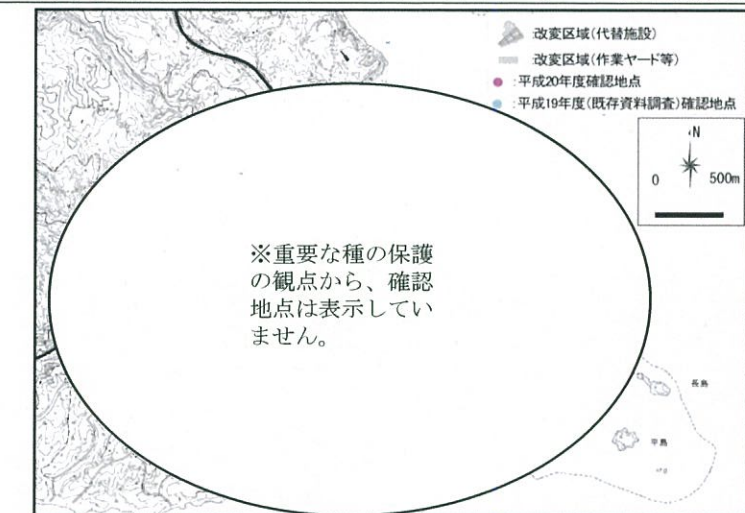 :改変区域(代替施設)
:改変区域(作業ヤード等)
:平成20年度確認地点
:平成19年度(既存資料調査)確認地点
N
0 500m
※重要な種の保護
の観点から、確認
地点は表示してい
ません。
長島
平島